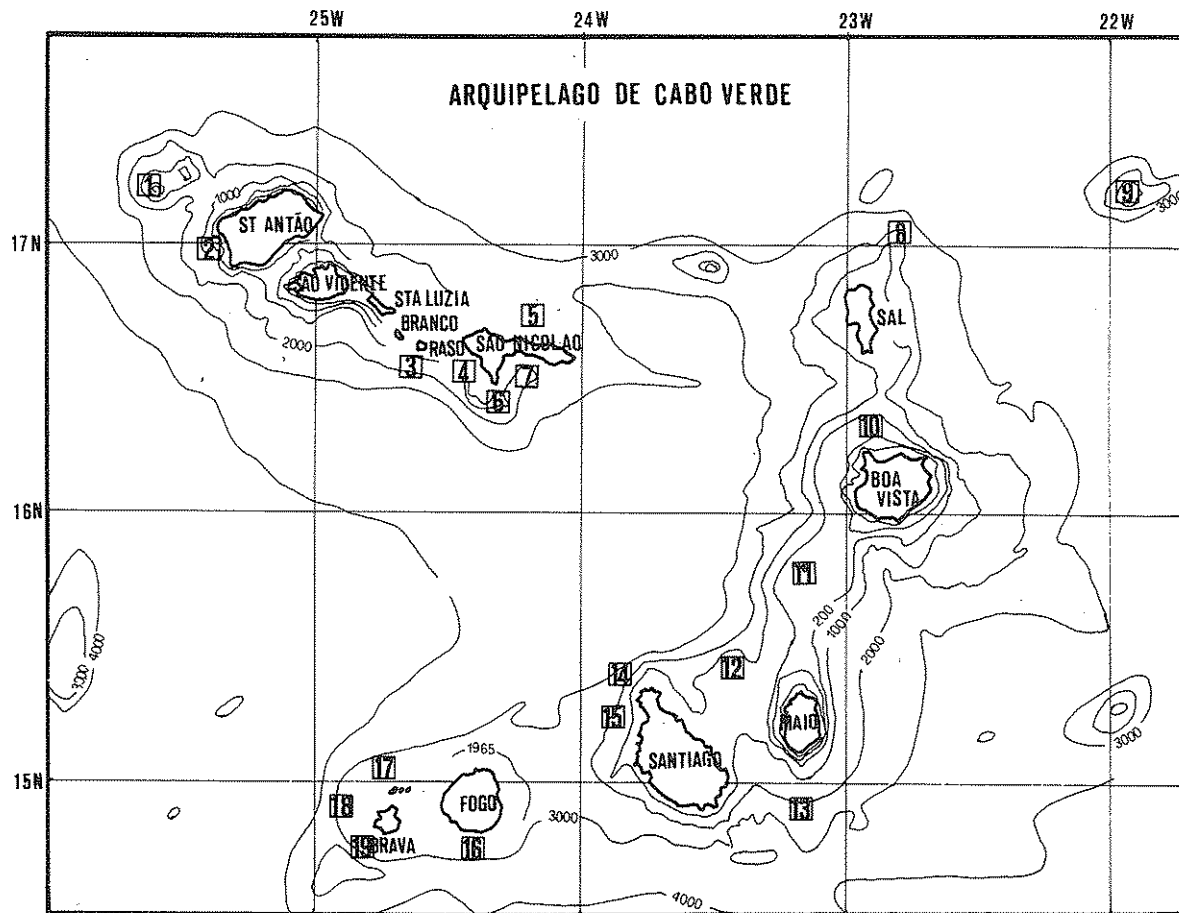 25W 24W 23W 22W
ARQUIPELAGO DE CABO VERDE
1
9
3000
1000
ST ANTÃO
8
17N
2
3000
SÃO VIDENTE
STA LUZIA
5
SAL
BRANCO
2000
RASO
SÃO NICOLAO
3
4
7
6
10
BOA
VISTA
16N
11
200
1000
4000
3000
2000
14
12
15
MAIO
3000
1965
SANTIAGO
17
15N
18
FOGO
3000
13
19
BRAVA
16
4000